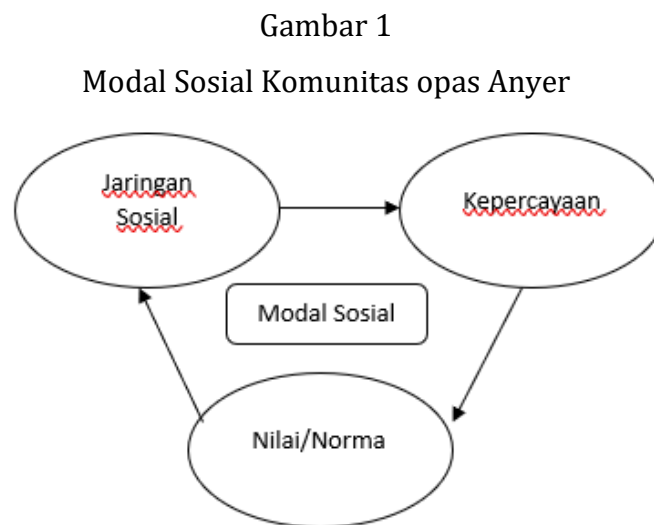 Gambar 1
Modal Sosial Komunitas opas Anyer
Jaringan
Sosial
Kepercayaan
Modal Sosial
Nilai/Norma